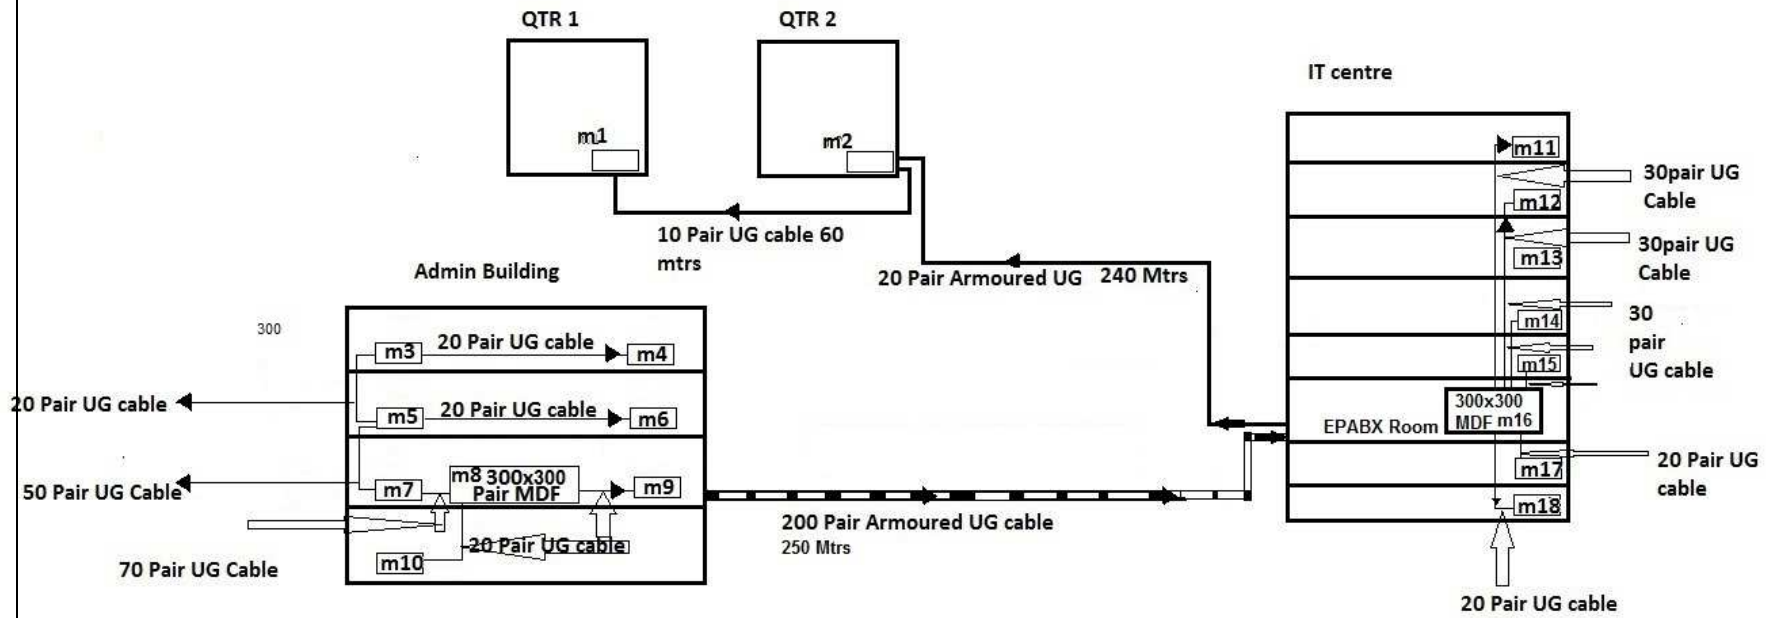 QTR 1
QTR 2
IT centre
m1
m2
m11
30pair UG
Cable
m12
10 Pair UG cable 60
mtrs
30pair UG
Cable
m13
Admin Building
20 Pair Armoured UG 240 Mtrs
300
30
pair
UG cable
m14
m3
20 Pair UG cable
m4
m15
20 Pair UG cable
m5
20 Pair UG cable
m6
300x300
MDF m16
EPABX Room
50 Pair UG Cable
m7
m8 300x300
Pair MDF
m9
m17
20 Pair UG
cable
200 Pair Armoured UG cable
250 Mtrs
m18
70 Pair UG Cable
m10
20 Pair UG cable
20 Pair UG cable